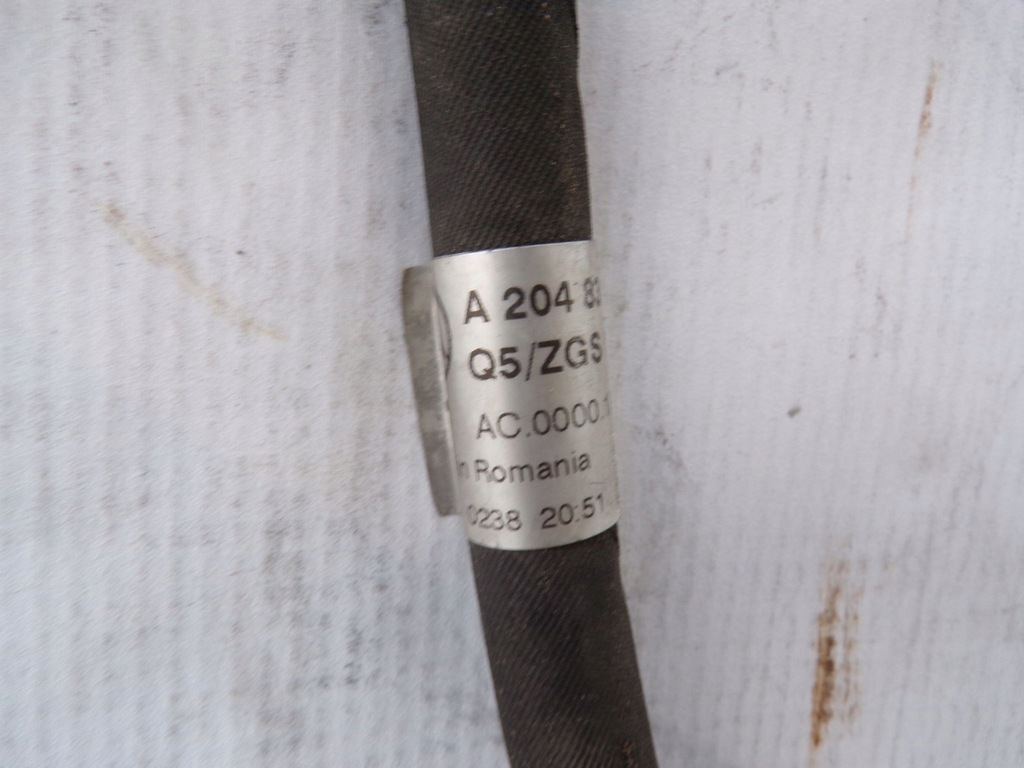 A 204 83
Q5/ZGS
AC.0000.1
n Romania
0238 20:51